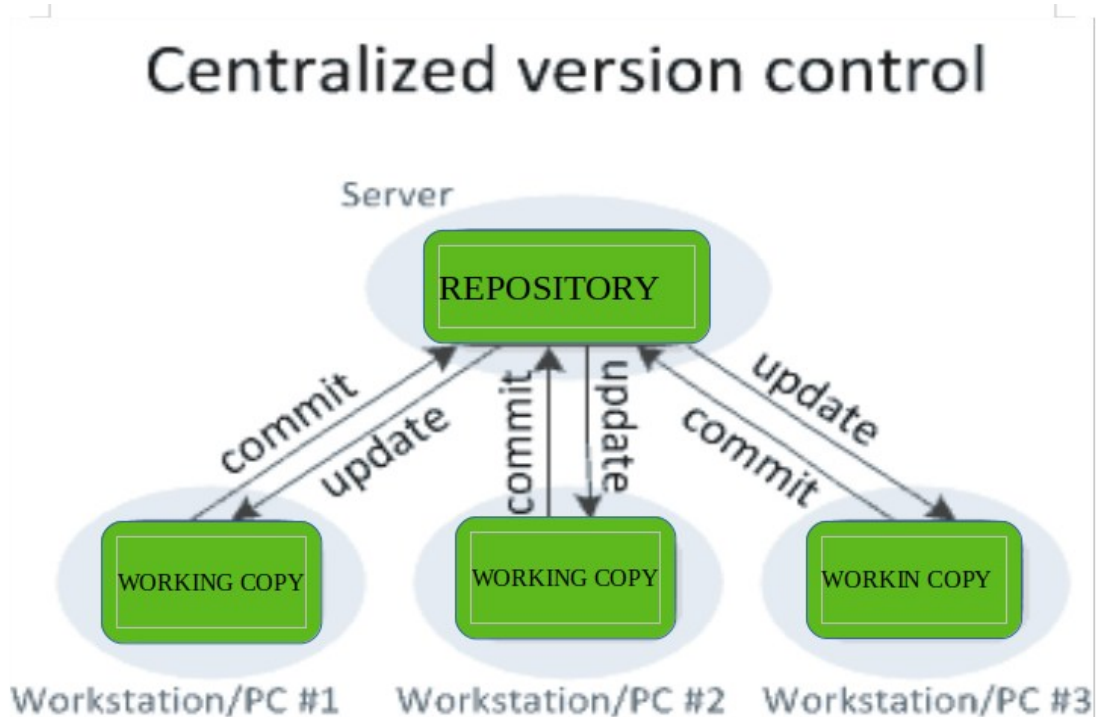 Centralized version control
Server
REPOSITORY
commit
update
commit
update
commit
update
WORKING COPY
WORKING COPY
WORKIN COPY
Workstation/PC #1
Workstation/PC #2
Workstation/PC #3